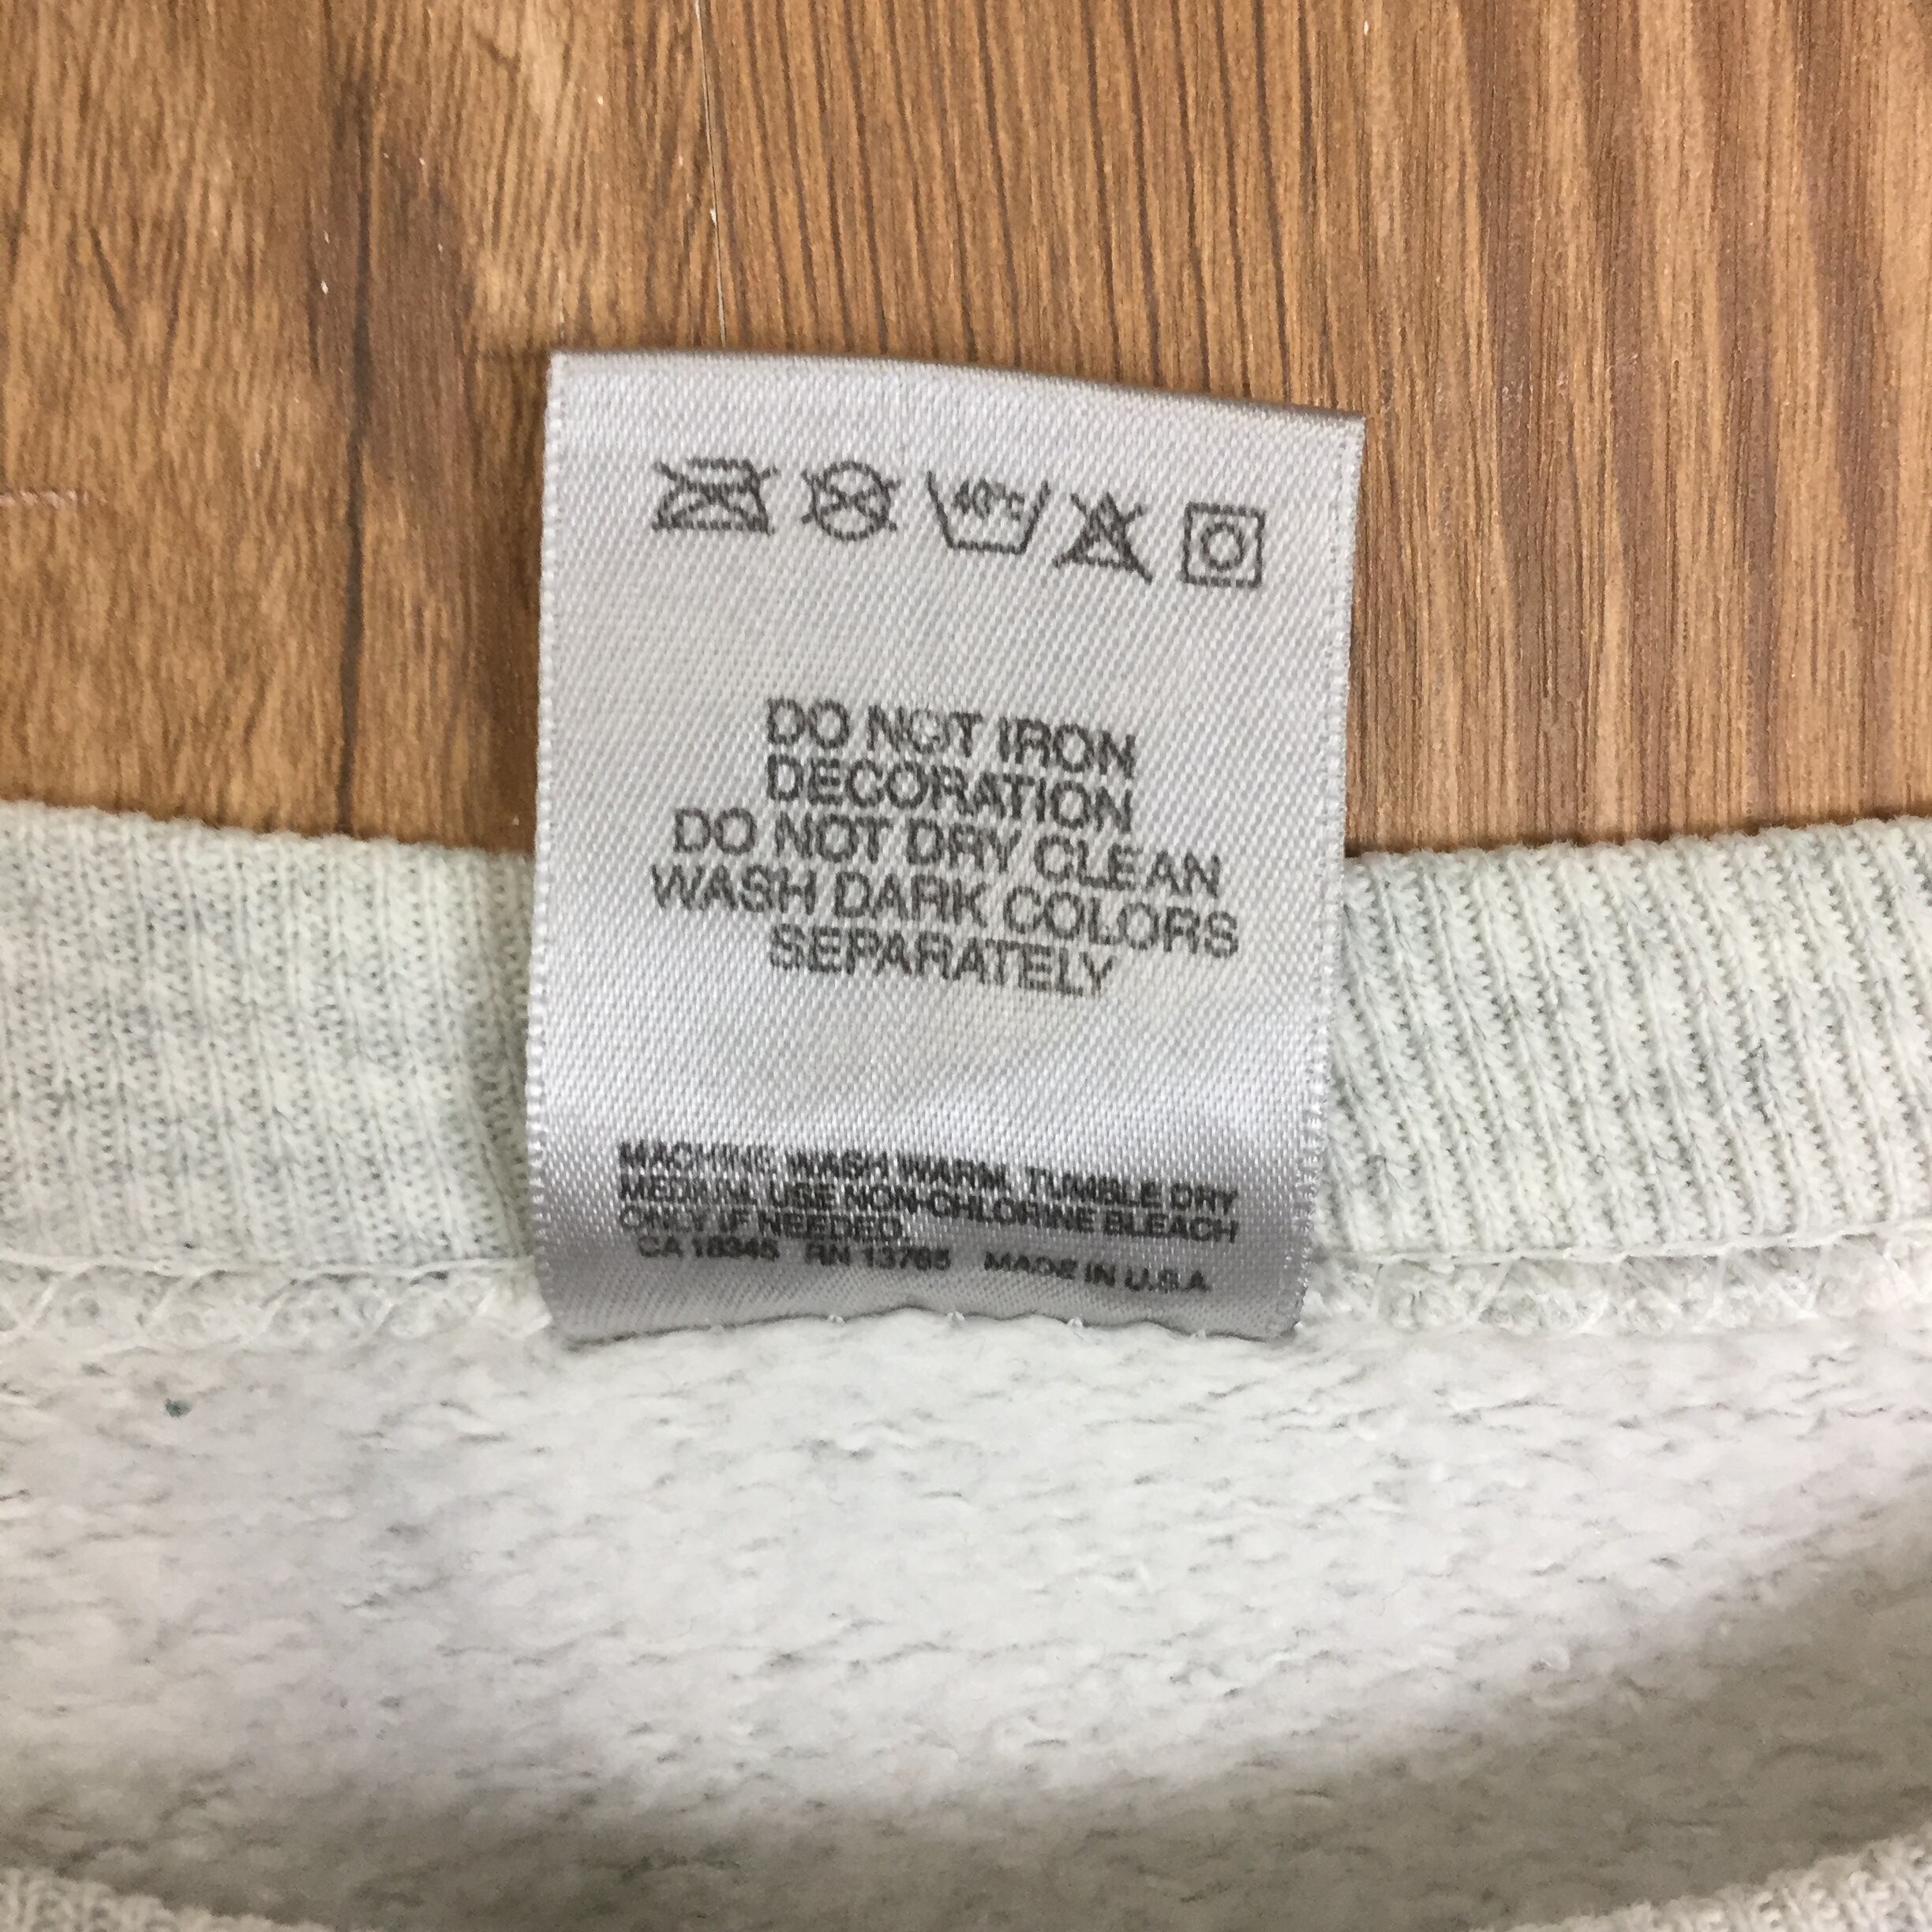 40°C
DO NOT IRON
DECORATION
DO NOT DRY CLEAN
WASH DARK COLORS
SEPARATELY
MACHINE WASH WARM, TUMBLE DRY
MEDIUM, USE NON-CHLORINE BLEACH
ONLY IF NEEDED.
CA 18345 RN 13765 MADE IN U.S.A.